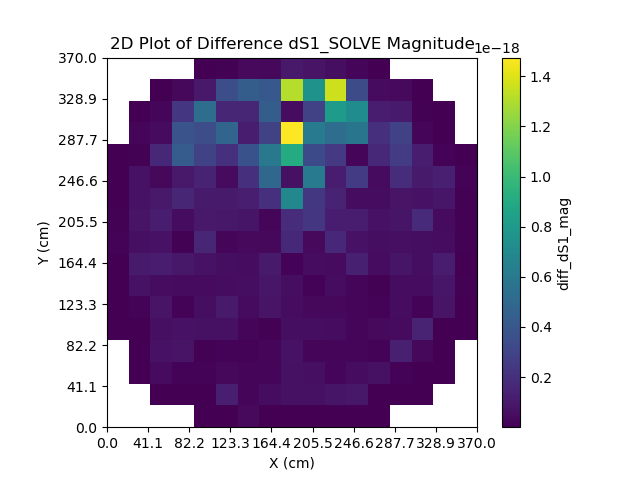 2D Plot of Difference dS1_SOLVE Magnitude
1e−18
370.0
328.9
287.7
246.6
205.5
164.4
123.3
82.2
41.1
0.0
Y (cm)
0.0 41.1 82.2 123.3 164.4 205.5 246.6 287.7 328.9 370.0
X (cm)
1.4
1.2
1.0
0.8
0.6
0.4
0.2
diff_dS1_mag